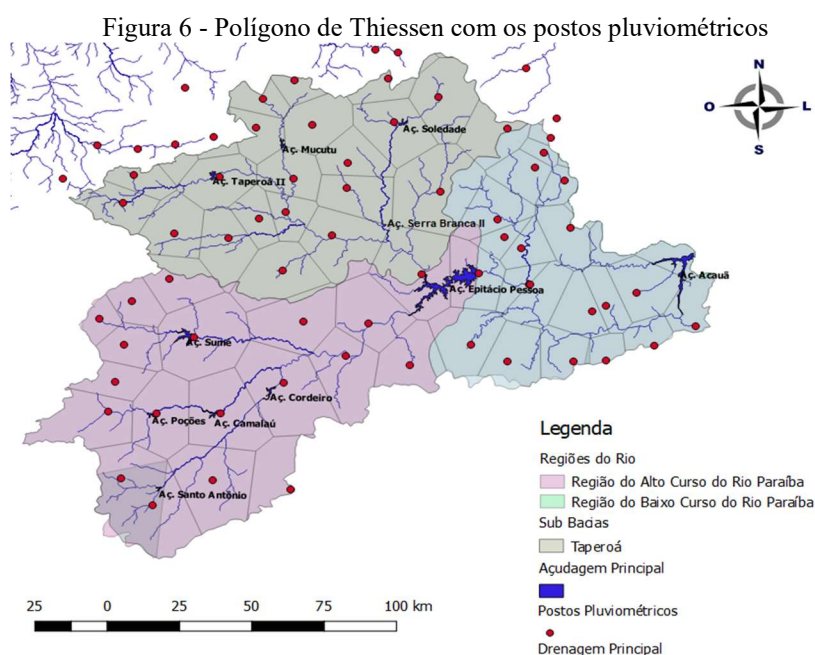 Figura 6 - Polígono de Thiessen com os postos pluviométricos
N
O
L
S
Aç. Soledade
Aç. Mucutu
Aç. Taperoá II
Aç. Serra Branca II
Aç. Acauã
Aç. Epitácio Pessoa
Aç. Sumé
Aç. Cordeiro
Aç. Poções
Aç. Camalaú
Aç. Santo Antônio
Legenda
Regiões do Rio
Região do Alto Curso do Rio Paraíba
Região do Baixo Curso do Rio Paraíba
Sub Bacias
Taperoá
Açudagem Principal
Postos Pluviométricos
Drenagem Principal
25 0 25 50 75 100 km